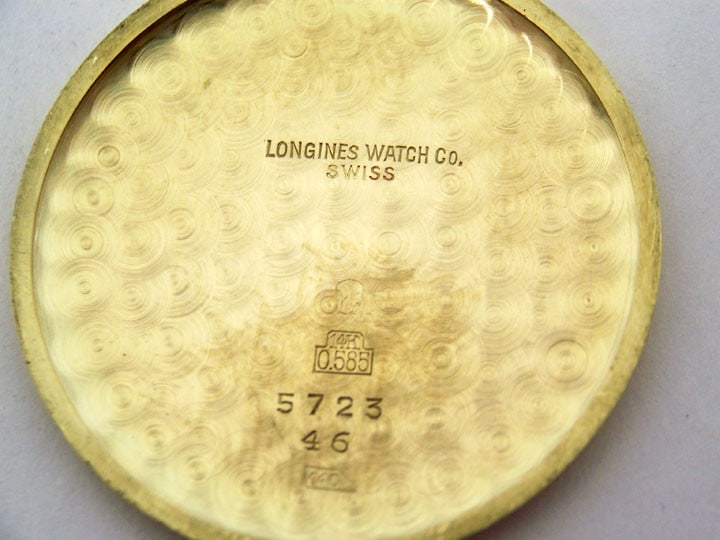 LONGINES WATCH Co.
SWISS
14K
0.585
5723
46